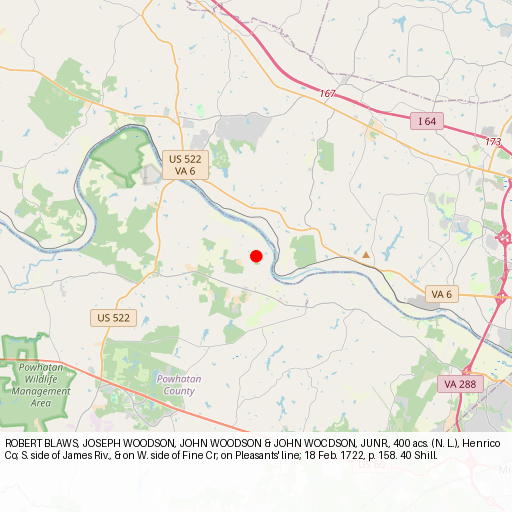 167
I 64
173
US 522
VA 6
VA 6
US 522
Powhatan
Wildlife
Management
Area
Powhatan
County
VA 288
ROBERT BLAWS, JOSEPH WOODSON, JOHN WOODSON & JOHN WOCDSON, JUNR, 400 acs. (N. L.), Henrico
Co; S. side of James Riv., & on W. side of Fine Cr, on Pleasants' line; 18 Feb. 1722, p. 158. 40 Shill.